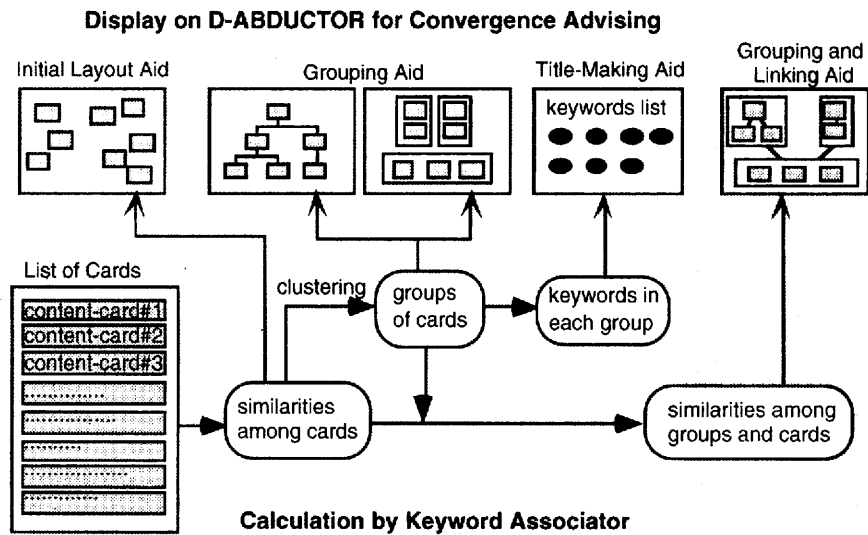 Display on D-ABDUCTOR for Convergence Advising
Initial Layout Aid
Grouping Aid
Title-Making Aid
Grouping and
Linking Aid
keywords list
List of Cards
content-card#1
content-card#2
content-card#3
clustering
groups
of cards
keywords in
each group
similarities
among cards
similarities among
groups and cards
Calculation by Keyword Associator